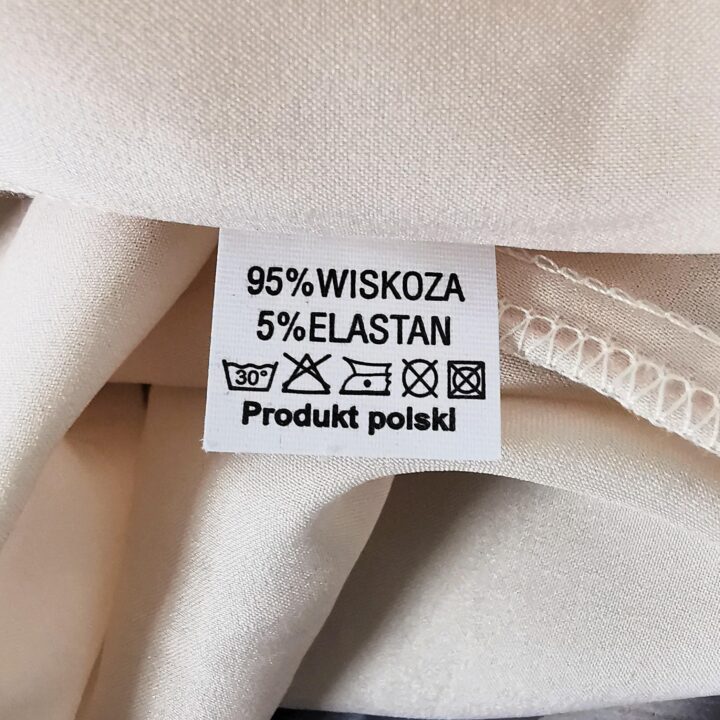 95%WISKOZA
5%ELASTAN
30°
Produkt polski